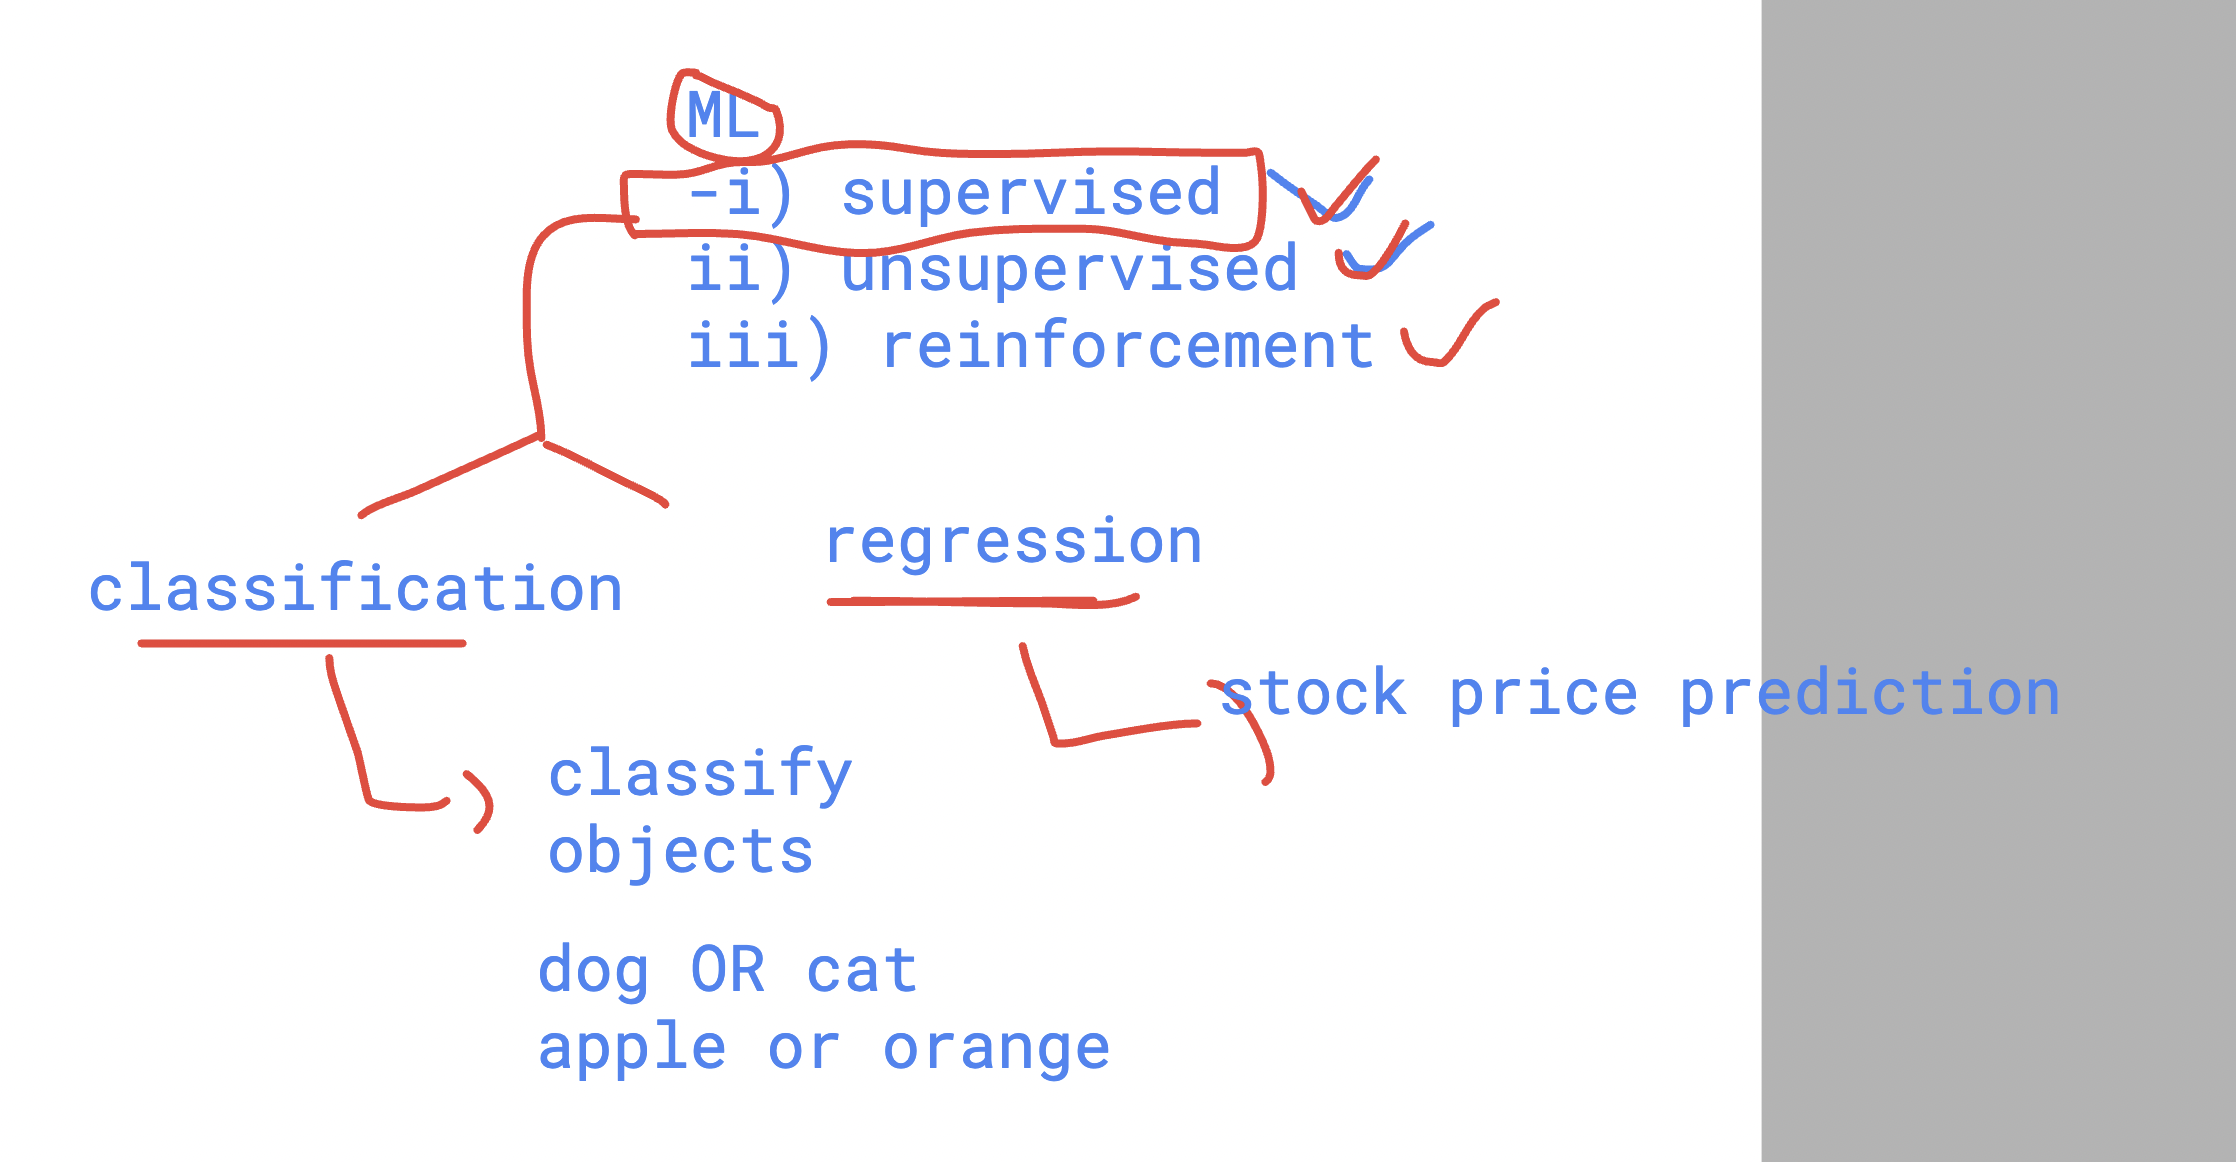 ML
-i) supervised
ii) unsupervised
iii) reinforcement
regression
classification
stock price prediction
classify
objects
dog OR cat
apple or orange